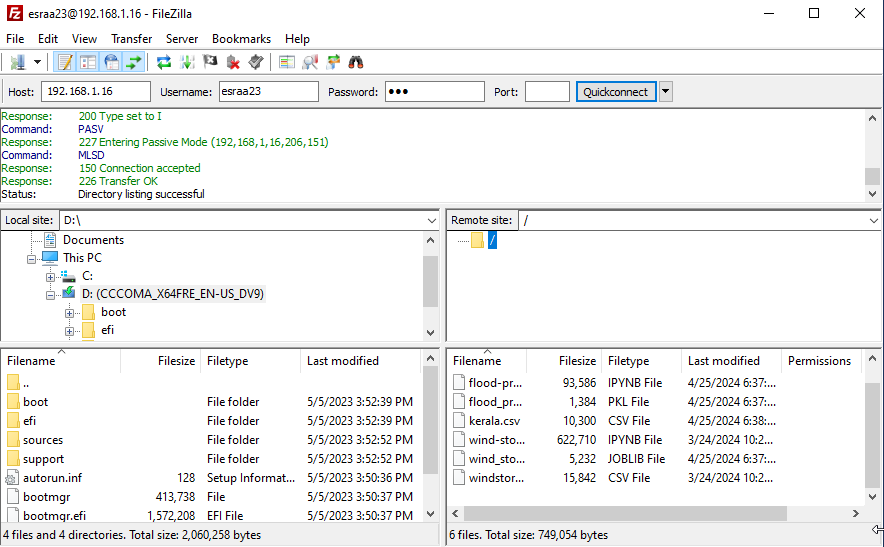 esraa23@192.168.1.16 - FileZilla
File Edit View Transfer Server Bookmarks Help
Host: 192.168.1.16 Username: esraa23 Password: ●●● Port: Quickconnect
Response: 200 Type set to I
Command: PASV
Response: 227 Entering Passive Mode (192,168,1,16,206,151)
Command: MLSD
Response: 150 Connection accepted
Response: 226 Transfer OK
Status: Directory listing successful
Local site: D:\ Remote site: /
Documents /
This PC
C:
D: (CCCOMA_X64FRE_EN-US_DV9)
boot
efi
Filename Filesize Filetype Last modified
..
boot File folder 5/5/2023 3:52:39 PM
efi File folder 5/5/2023 3:52:39 PM
sources File folder 5/5/2023 3:52:52 PM
support File folder 5/5/2023 3:52:52 PM
autorun.inf 128 Setup Informat... 5/5/2023 3:50:36 PM
bootmgr 413,738 File 5/5/2023 3:50:37 PM
bootmgr.efi 1,572,208 EFI File 5/5/2023 3:50:37 PM
4 files and 4 directories. Total size: 2,060,258 bytes
Filename Filesize Filetype Last modified Permissions
flood-pr... 93,586 IPYNB File 4/25/2024 6:37:...
flood_pr... 1,384 PKL File 4/25/2024 6:37:...
kerala.csv 10,300 CSV File 4/25/2024 6:38:...
wind-sto... 622,710 IPYNB File 3/24/2024 10:2...
wind_sto... 5,232 JOBLIB File 4/25/2024 6:37:...
windstor... 15,842 CSV File 3/24/2024 10:2...
6 files. Total size: 749,054 bytes